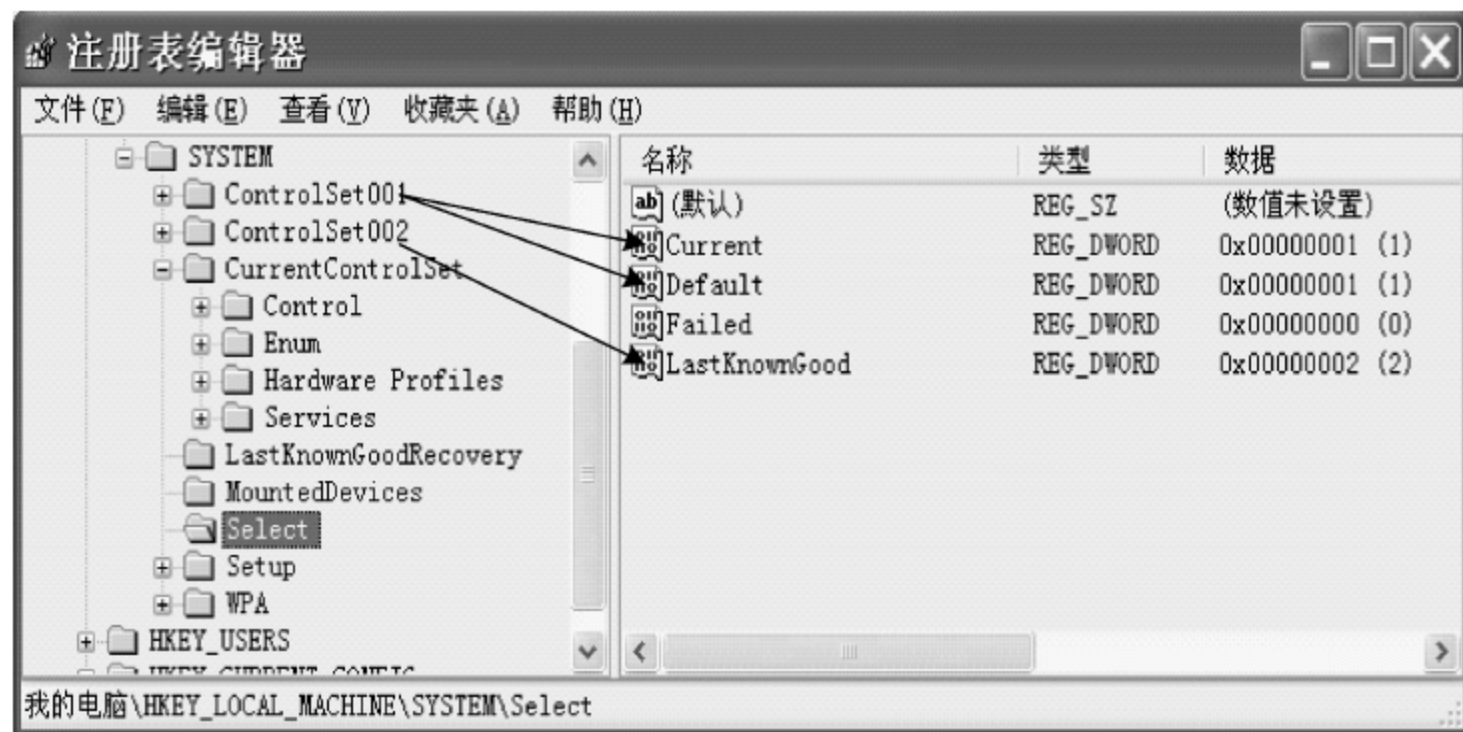 注册表编辑器
文件(F) 编辑(E) 查看(V) 收藏夹(A) 帮助(H)
SYSTEM
ControlSet001
ControlSet002
CurrentControlSet
Control
Enum
Hardware Profiles
Services
LastKnownGoodRecovery
MountedDevices
Select
Setup
WPA
HKEY_USERS
HKEY_CURRENT_CONFIG
名称 类型 数据
(默认) REG_SZ (数值未设置)
Current REG_DWORD 0x00000001 (1)
Default REG_DWORD 0x00000001 (1)
Failed REG_DWORD 0x00000000 (0)
LastKnownGood REG_DWORD 0x00000002 (2)
我的电脑\HKEY_LOCAL_MACHINE\SYSTEM\Select